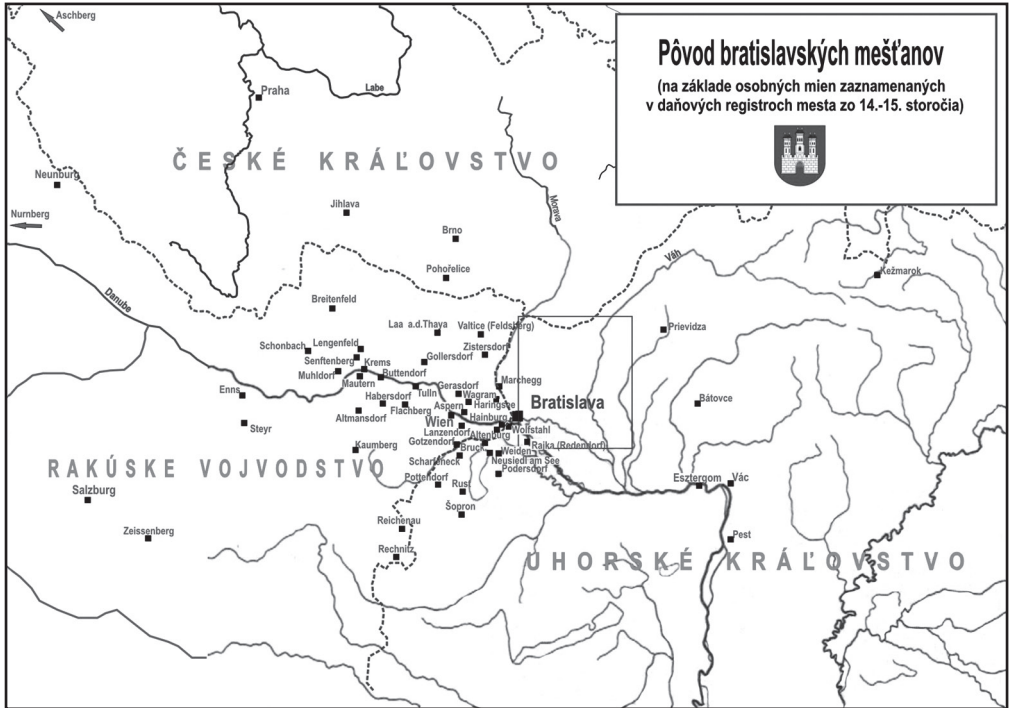 Aschberg
Pôvod bratislavských mešťanov
(na základe osobných mien zaznamenaných
v daňových registroch mesta zo 14.-15. storočia)
Praha
Labe
ČESKÉ KRÁĽOVSTVO
Neunburg
Nurnberg
Jihlava
Morava
Brno
Váh
Kežmarok
Pohořelice
Danube
Breitenfeld
Laa a.d.Thaya
Valtice (Feldsberg)
Prievidza
Schonbach
Lengenfeld
Zistersdorf
Senftenberg
Krems
Gollersdorf
Muhldorf
Mautern
Buttendorf
Marchegg
Enns
Tulln
Gerasdorf
Habersdorf
Wagram
Bratislava
Bátovce
Altmansdorf
Flachberg
Aspern
Haringsee
Steyr
Wien
Hainburg
Lanzendorf
Altenburg
Wolfstahl
Kaumberg
Gotzendorf
Bruck
Rajka (Redendorf)
Scharfeneck
Weiden
Neusiedl am See
RAKÚSKE VOJVODSTVO
Podersdorf
Pottendorf
Rust
Esztergom
Vác
Salzburg
Šopron
Zeissenberg
Reichenau
Pest
Rechnitz
UHORSKÉ KRÁĽOVSTVO